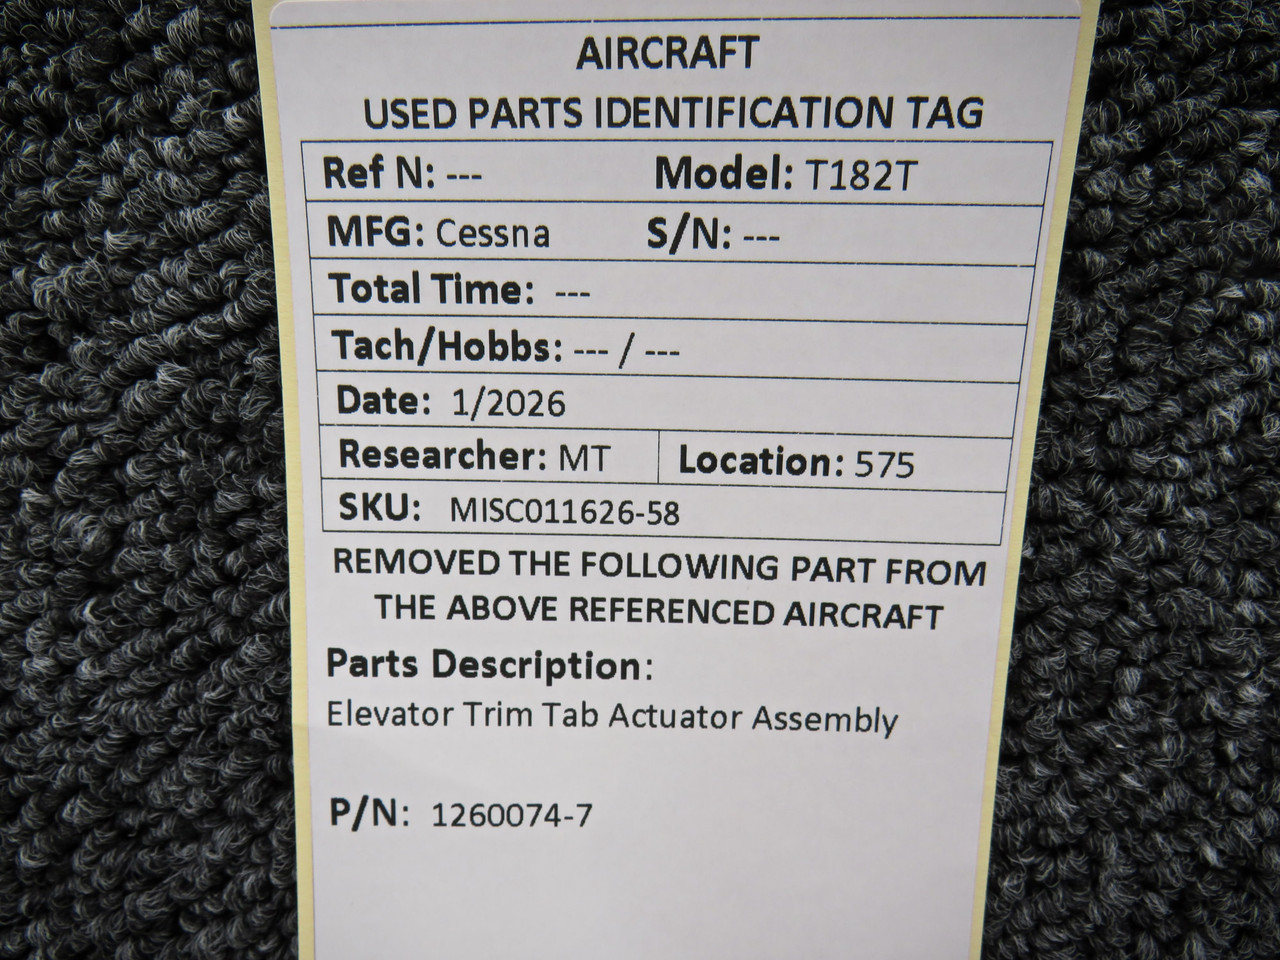 AIRCRAFT
USED PARTS IDENTIFICATION TAG
Ref N: --- Model: T182T
MFG: Cessna S/N: ---
Total Time: ---
Tach/Hobbs: --- / ---
Date: 1/2026
Researcher: MT Location: 575
SKU: MISC011626-58
REMOVED THE FOLLOWING PART FROM
THE ABOVE REFERENCED AIRCRAFT
Parts Description:
Elevator Trim Tab Actuator Assembly
P/N: 1260074-7